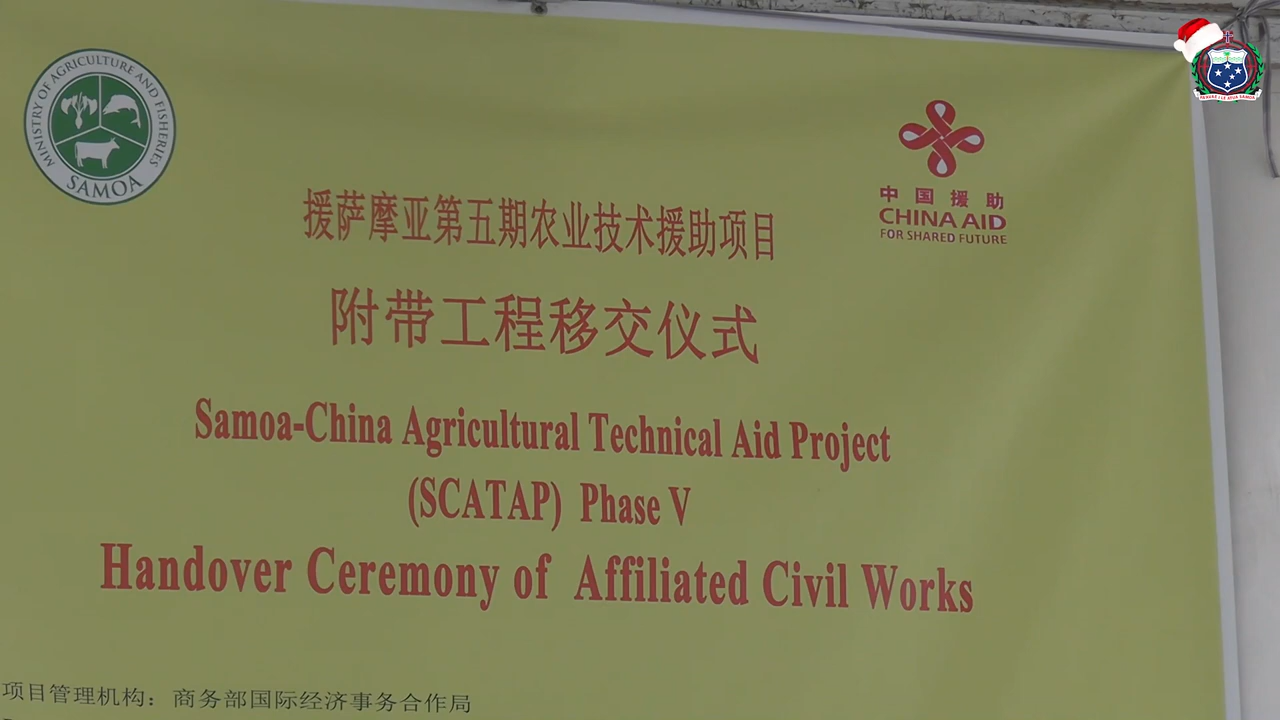 MINISTRY OF AGRICULTURE AND FISHERIES
SAMOA
中国援助
CHINA AID
FOR SHARED FUTURE
援萨摩亚第五期农业技术援助项目
附带工程移交仪式
Samoa-China Agricultural Technical Aid Project
(SCATAP) Phase V
Handover Ceremony of Affiliated Civil Works
项目管理机构：商务部国际经济事务合作局